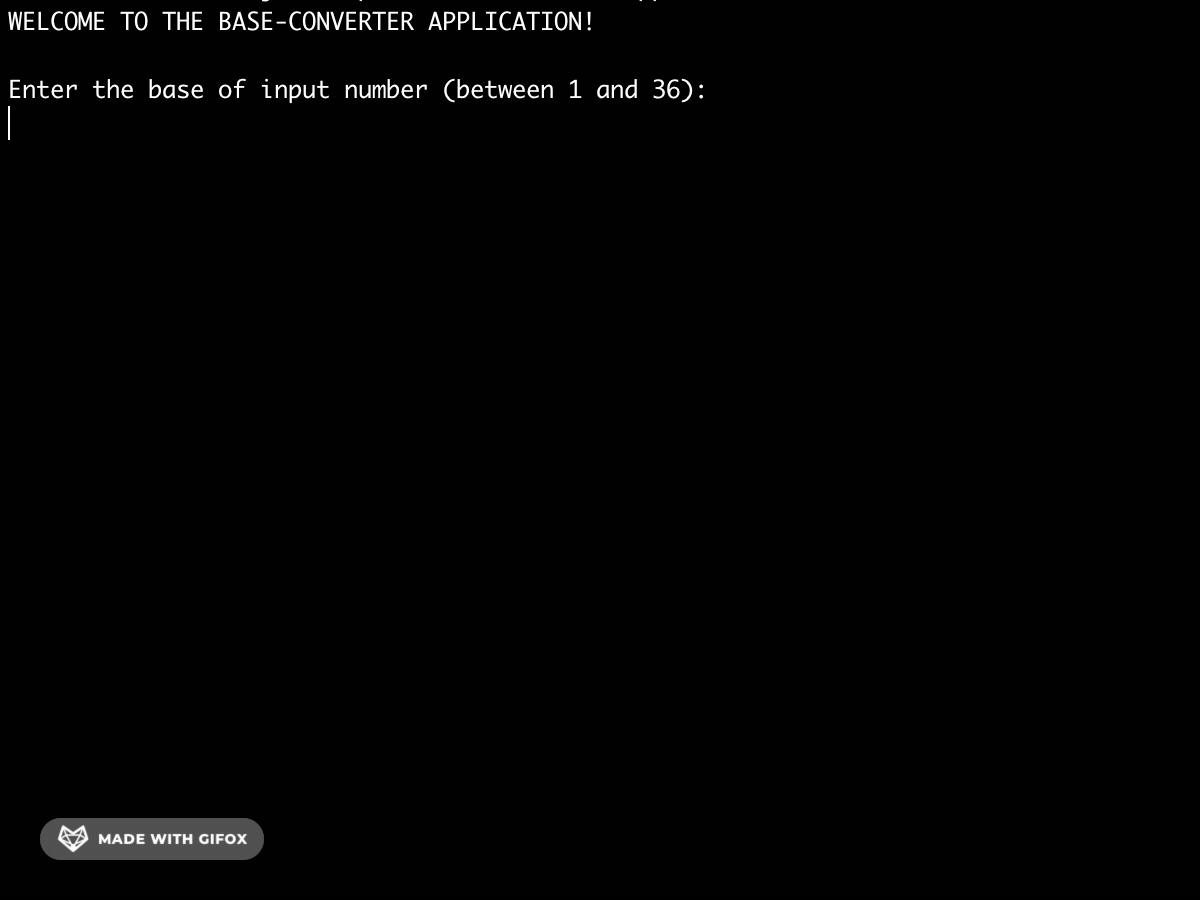 WELCOME TO THE BASE-CONVERTER APPLICATION!
Enter the base of input number (between 1 and 36):
MADE WITH GIFOX